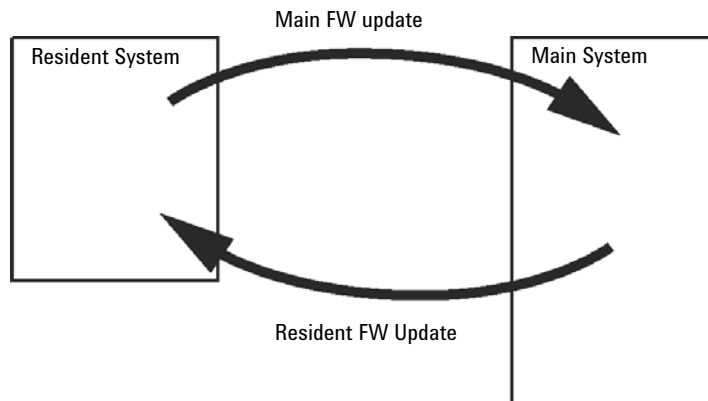 Main FW update
Resident System
Main System
Resident FW Update